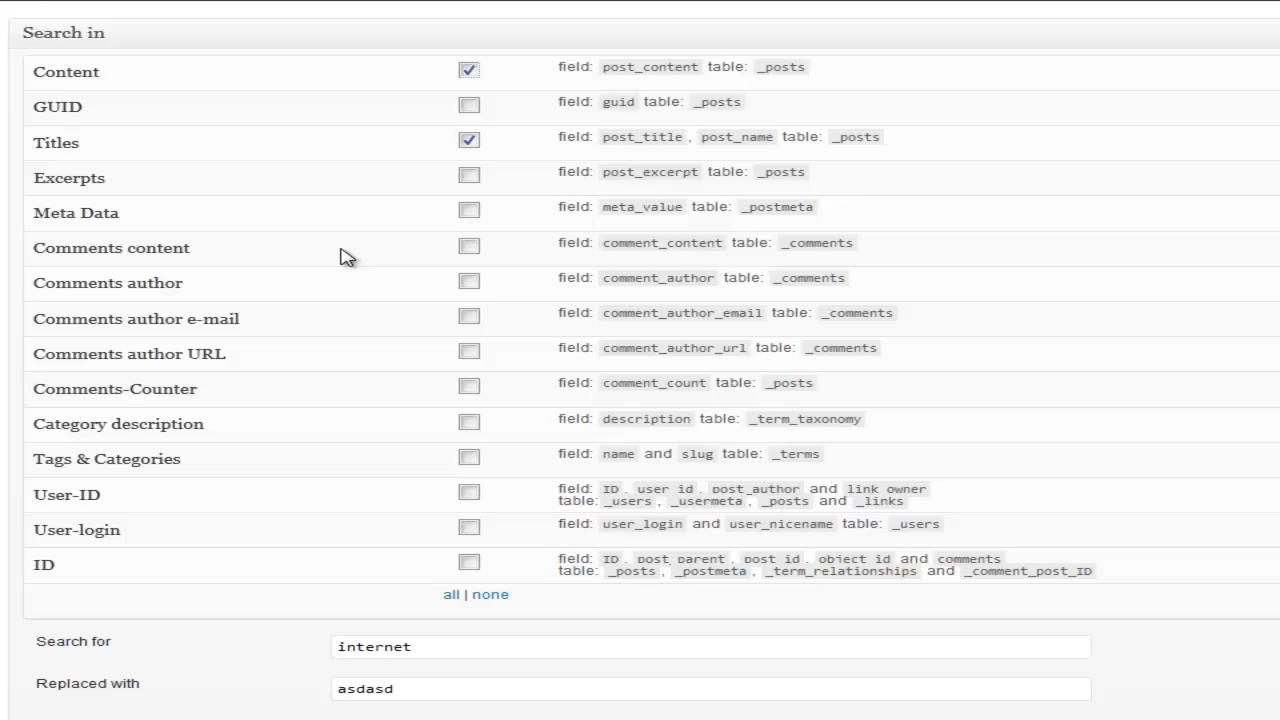 Search in
Content field: post_content table: _posts
GUID field: guid table: _posts
Titles field: post_title , post_name table: _posts
Excerpts field: post_excerpt table: _posts
Meta Data field: meta_value table: _postmeta
Comments content field: comment_content table: _comments
Comments author field: comment_author table: _comments
Comments author e-mail field: comment_author_email table: _comments
Comments author URL field: comment_author_url table: _comments
Comments-Counter field: comment_count table: _posts
Category description field: description table: _term_taxonomy
Tags & Categories field: name and slug table: _terms
User-ID field: ID , user_id , post_author and link_owner
table: _users , _usermeta , _posts and _links
User-login field: user_login and user_nicename table: _users
ID field: ID , post_parent , post_id , object_id and comments
table: _posts , _postmeta , _term_relationships and _comment_post_ID
all | none
Search for internet
Replaced with asdasd